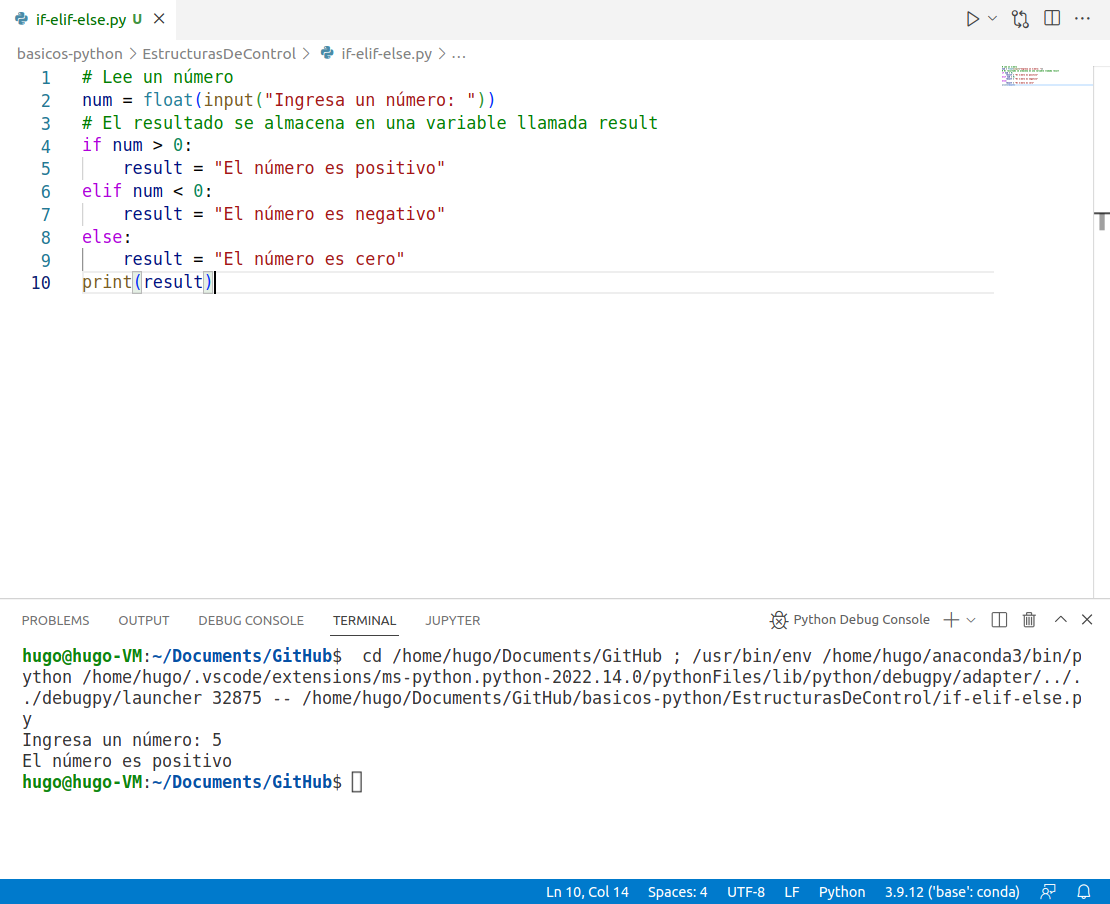 if-elif-else.py U
basicos-python > EstructurasDeControl > if-elif-else.py > ...
1 # Lee un número
2 num = float(input("Ingresa un número: "))
3 # El resultado se almacena en una variable llamada result
4 if num > 0:
5     result = "El número es positivo"
6 elif num < 0:
7     result = "El número es negativo"
8 else:
9     result = "El número es cero"
10 print(result)
PROBLEMS OUTPUT DEBUG CONSOLE TERMINAL JUPYTER Python Debug Console
hugo@hugo-VM:~/Documents/GitHub$  cd /home/hugo/Documents/GitHub ; /usr/bin/env /home/hugo/anaconda3/bin/p
ython /home/hugo/.vscode/extensions/ms-python.python-2022.14.0/pythonFiles/lib/python/debugpy/adapter/../.
./debugpy/launcher 32875 -- /home/hugo/Documents/GitHub/basicos-python/EstructurasDeControl/if-elif-else.p
y
Ingresa un número: 5
El número es positivo
hugo@hugo-VM:~/Documents/GitHub$
Ln 10, Col 14 Spaces: 4 UTF-8 LF Python 3.9.12 ('base': conda)